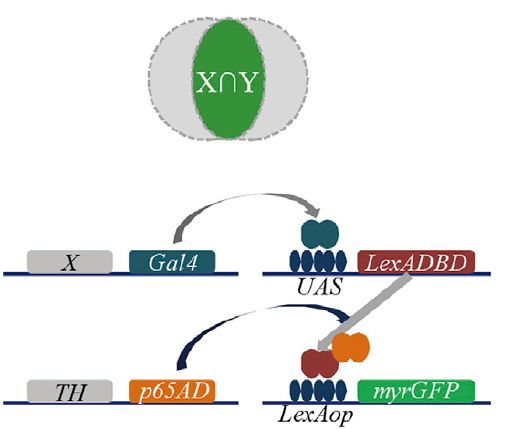 X∩Y
X Gal4 LexADBD
UAS
TH p65AD myrGFP
LexAop